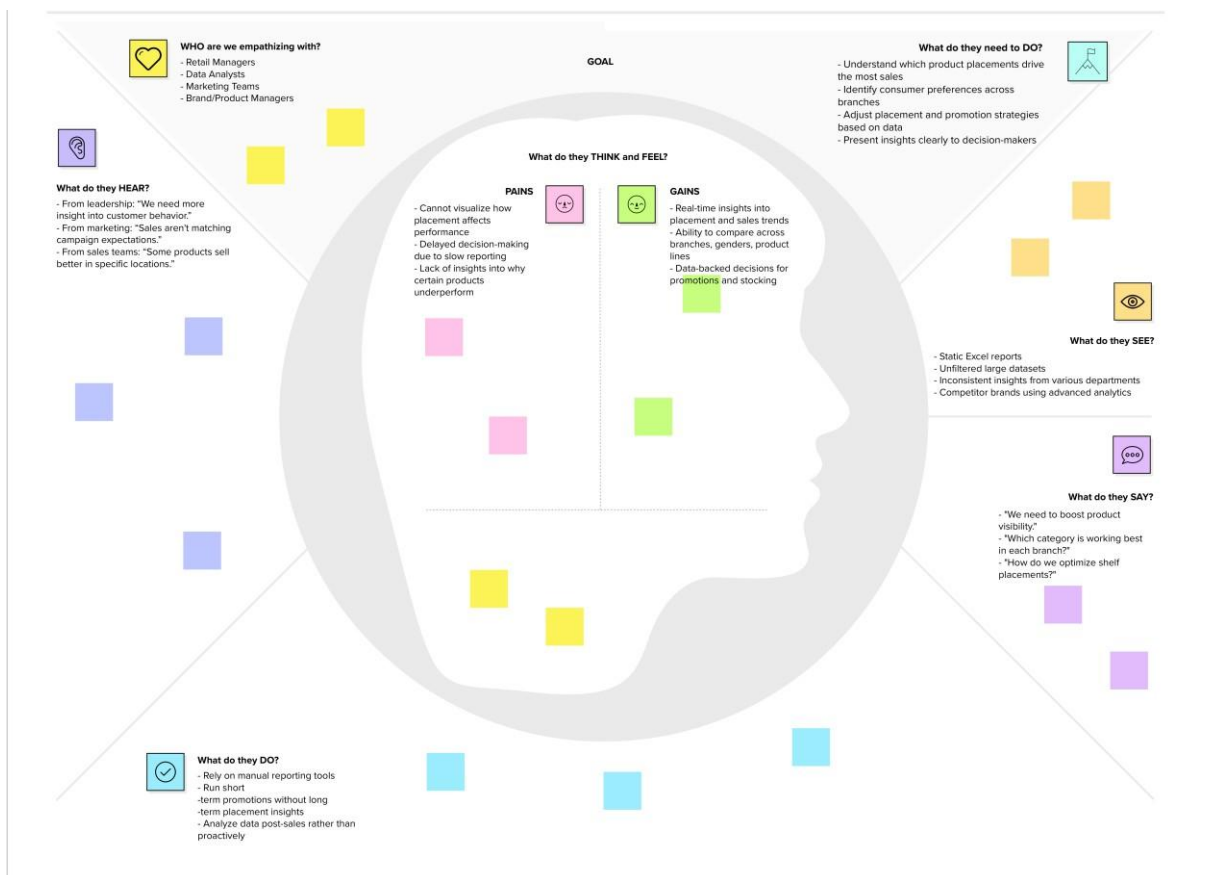 WHO are we empathizing with?
- Retail Managers
- Data Analysts
- Marketing Teams
- Brand/Product Managers
GOAL
What do they need to DO?
- Understand which product placements drive
the most sales
- Identify consumer preferences across
branches
- Adjust placement and promotion strategies
based on data
- Present insights clearly to decision-makers
What do they HEAR?
- From leadership: “We need more
insight into customer behavior.”
- From marketing: “Sales aren’t matching
campaign expectations.”
- From sales teams: “Some products sell
better in specific locations.”
What do they THINK and FEEL?
PAINS
- Cannot visualize how
placement affects
performance
- Delayed decision-making
due to slow reporting
- Lack of insights into why
certain products
underperform
GAINS
- Real-time insights into
placement and sales trends
- Ability to compare across
branches, genders, product
lines
- Data-backed decisions for
promotions and stocking
What do they SEE?
- Static Excel reports
- Unfiltered large datasets
- Inconsistent insights from various departments
- Competitor brands using advanced analytics
What do they SAY?
- "We need to boost product
visibility."
- "Which category is working best
in each branch?"
- "How do we optimize shelf
placements?"
What do they DO?
- Rely on manual reporting tools
- Run short
-term promotions without long
-term placement insights
- Analyze data post-sales rather than
proactively